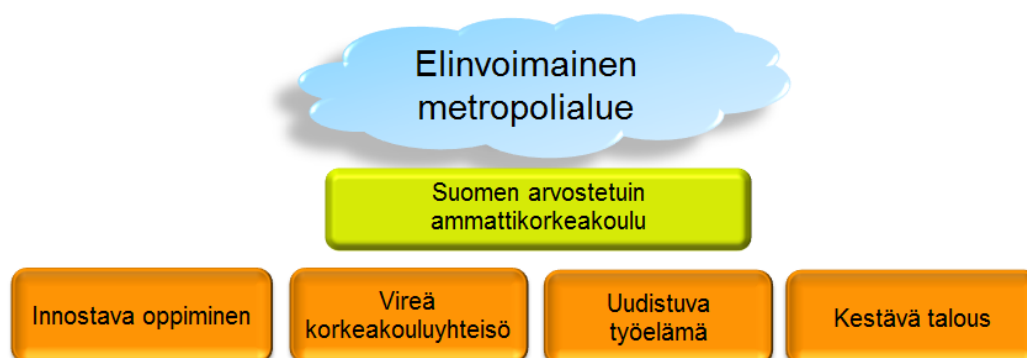 Elinvoimainen
metropolialue
Suomen arvostetuin
ammattikorkeakoulu
Innostava oppiminen
Vireä
korkeakouluyhteisö
Uudistuva
työelämä
Kestävä talous